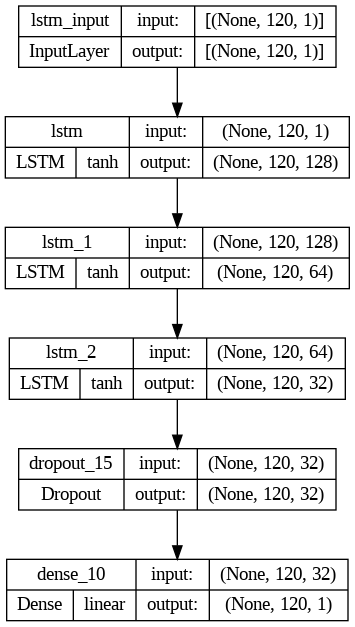 lstm_input input: [(None, 120, 1)]
InputLayer output: [(None, 120, 1)]
lstm input: (None, 120, 1)
LSTM tanh output: (None, 120, 128)
lstm_1 input: (None, 120, 128)
LSTM tanh output: (None, 120, 64)
lstm_2 input: (None, 120, 64)
LSTM tanh output: (None, 120, 32)
dropout_15 input: (None, 120, 32)
Dropout output: (None, 120, 32)
dense_10 input: (None, 120, 32)
Dense linear output: (None, 120, 1)